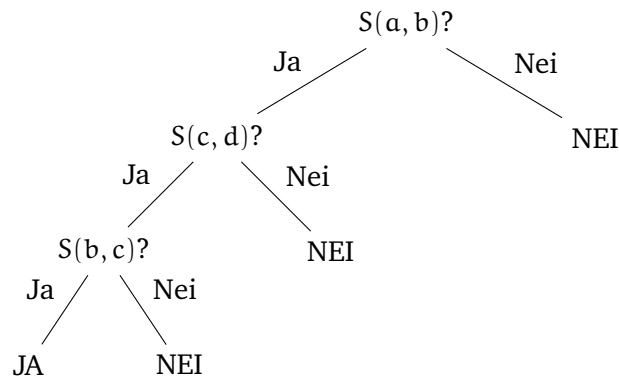 S(a, b)?
Ja
Nei
S(c, d)?
NEI
Ja
Nei
S(b, c)?
NEI
Ja
Nei
JA
NEI